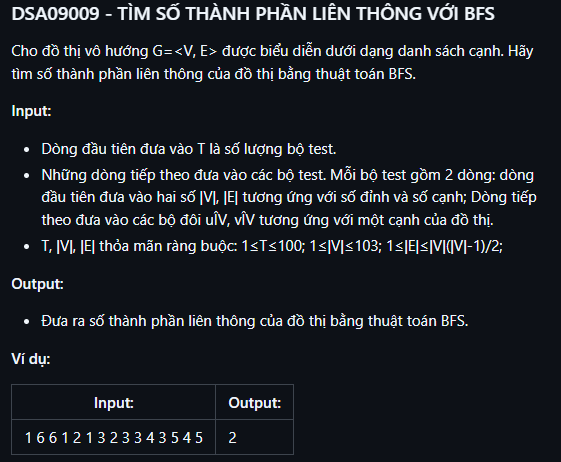 DSA09009 - TÌM SỐ THÀNH PHẦN LIÊN THÔNG VỚI BFS
Cho đồ thị vô hướng G=<V, E> được biểu diễn dưới dạng danh sách cạnh. Hãy
tìm số thành phần liên thông của đồ thị bằng thuật toán BFS.
Input:
• Dòng đầu tiên đưa vào T là số lượng bộ test.
• Những dòng tiếp theo đưa vào các bộ test. Mỗi bộ test gồm 2 dòng: dòng
đầu tiên đưa vào hai số |V|, |E| tương ứng với số đỉnh và số cạnh; Dòng tiếp
theo đưa vào các bộ đôi uÎV, vÎV tương ứng với một cạnh của đồ thị.
• T, |V|, |E| thỏa mãn ràng buộc: 1≤T≤100; 1≤|V|≤103; 1≤|E|≤|V|(|V|-1)/2;
Output:
• Đưa ra số thành phần liên thông của đồ thị bằng thuật toán BFS.
Ví dụ:
Input: Output:
1 6 6 1 2 1 3 2 3 3 4 3 5 4 5 2